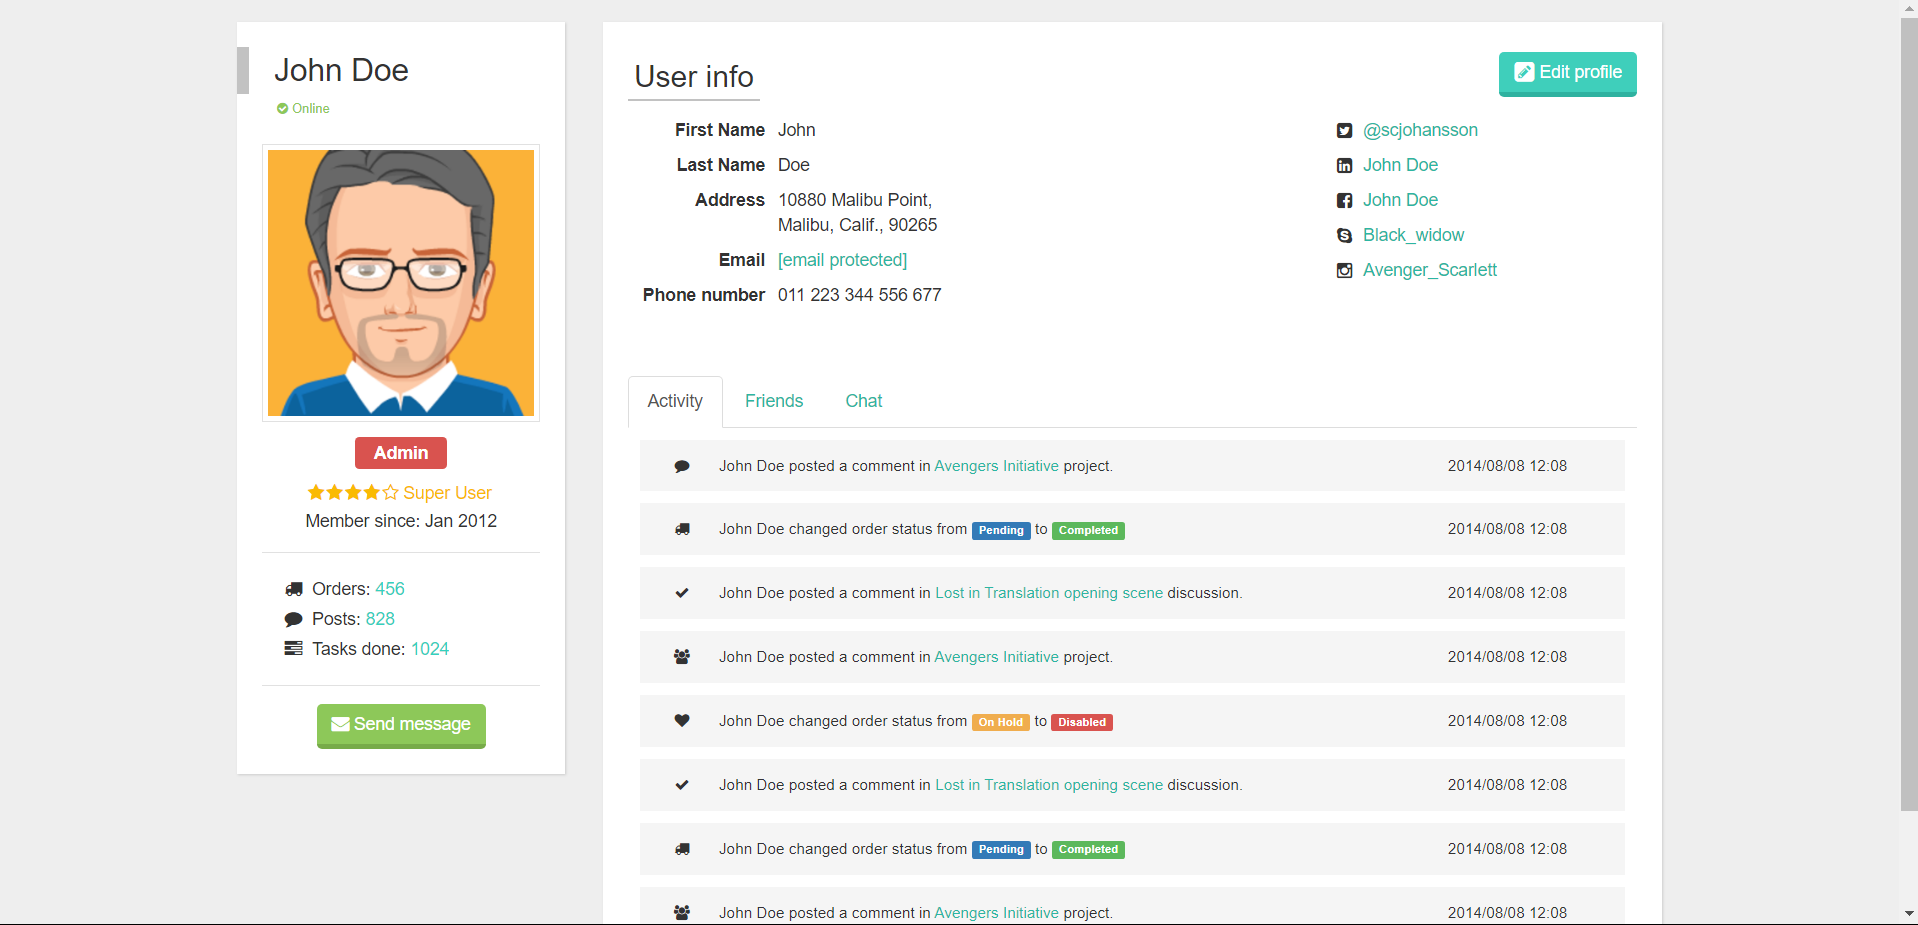 John Doe
Online
Admin
Super User
Member since: Jan 2012
Orders: 456
Posts: 828
Tasks done: 1024
Send message
User info
Edit profile
First Name John
Last Name Doe
Address 10880 Malibu Point,
Malibu, Calif., 90265
Email [email protected]
Phone number 011 223 344 556 677
@scjohansson
John Doe
John Doe
Black_widow
Avenger_Scarlett
Activity Friends Chat
John Doe posted a comment in Avengers Initiative project. 2014/08/08 12:08
John Doe changed order status from Pending to Completed 2014/08/08 12:08
John Doe posted a comment in Lost in Translation opening scene discussion. 2014/08/08 12:08
John Doe posted a comment in Avengers Initiative project. 2014/08/08 12:08
John Doe changed order status from On Hold to Disabled 2014/08/08 12:08
John Doe posted a comment in Lost in Translation opening scene discussion. 2014/08/08 12:08
John Doe changed order status from Pending to Completed 2014/08/08 12:08
John Doe posted a comment in Avengers Initiative project. 2014/08/08 12:08